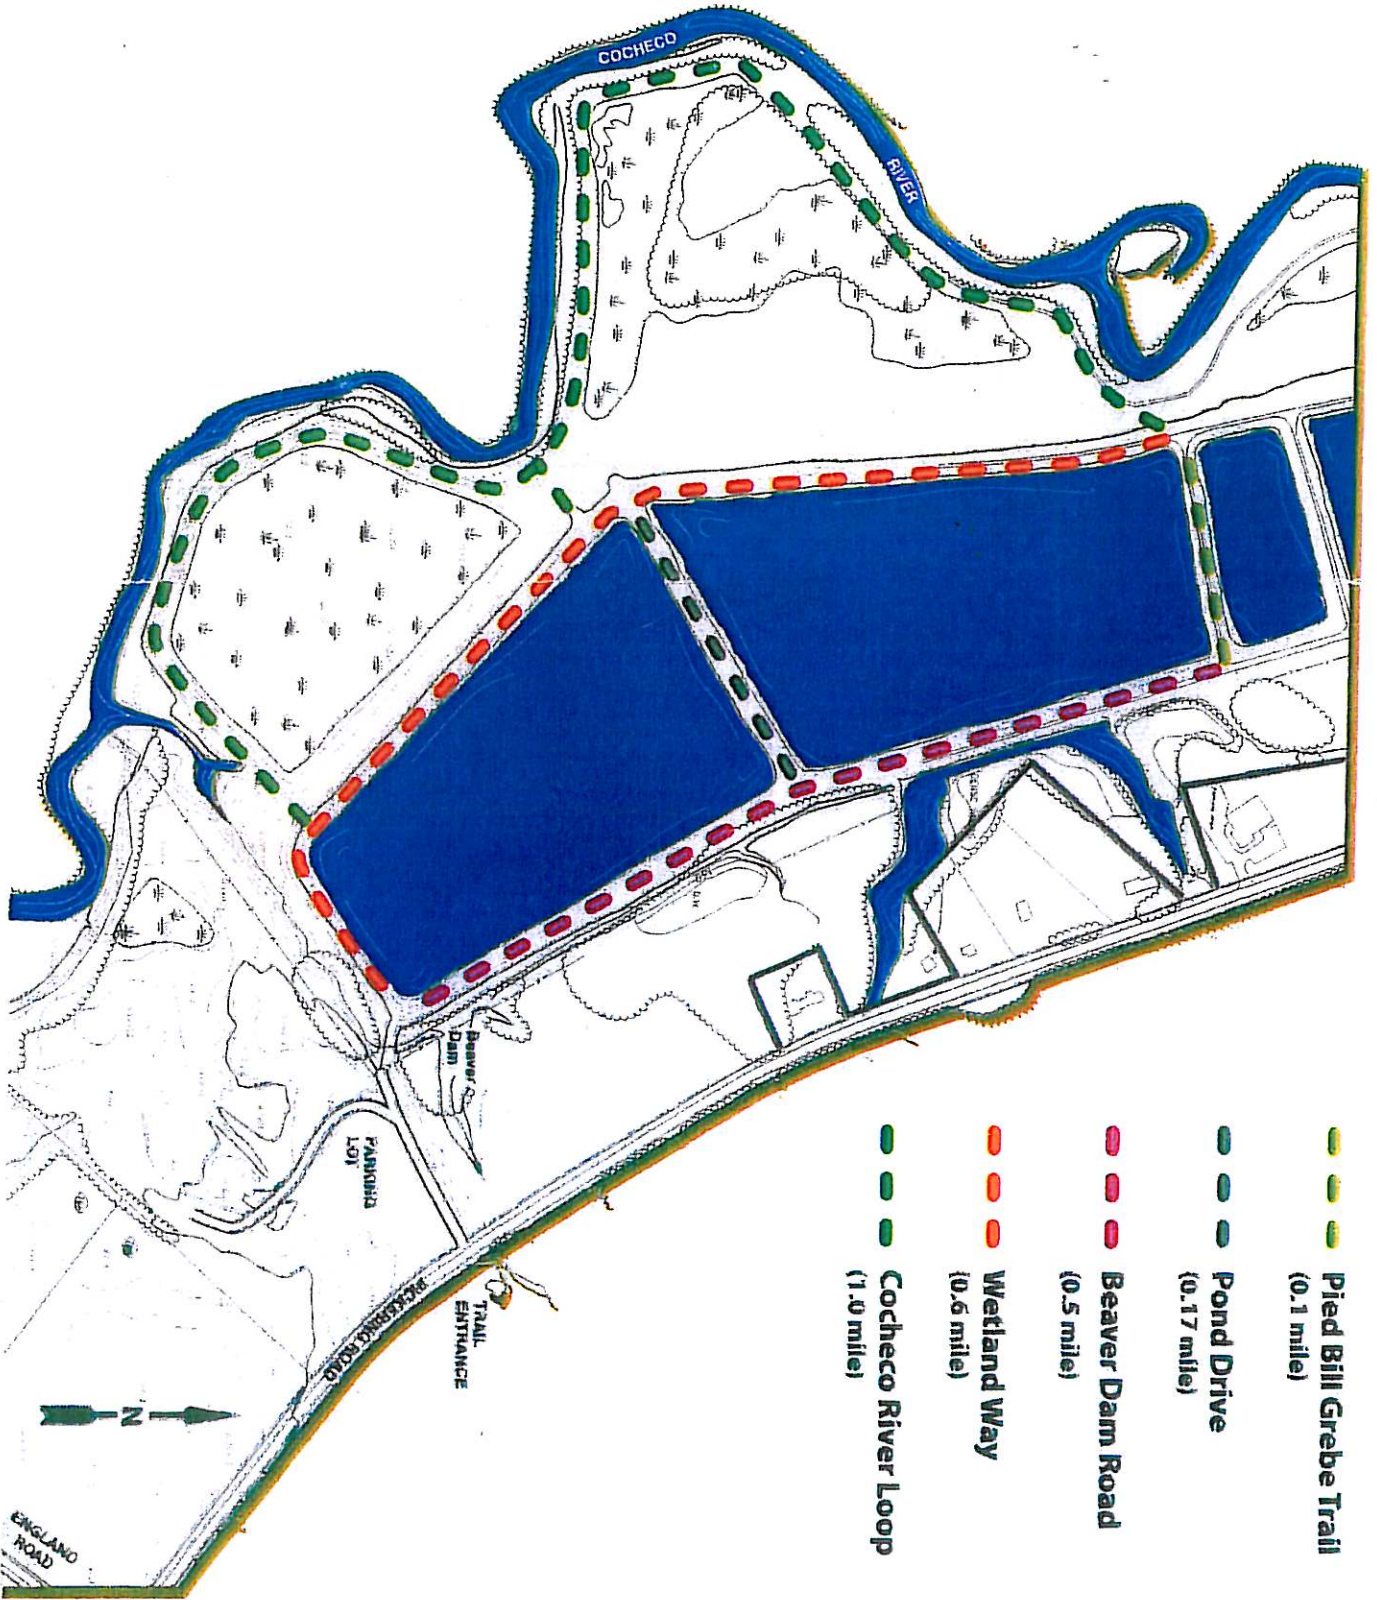 COCHECO
RIVER
Pied Bill Grebe Trail
(0.1 mile)
Pond Drive
(0.17 mile)
Beaver Dam Road
(0.5 mile)
Wetland Way
(0.6 mile)
Cocheco River Loop
(1.0 mile)
Beaver
Dam
PARKING
LOT
TRAIL
ENTRANCE
PICKERING ROAD
N
ENGLAND
ROAD